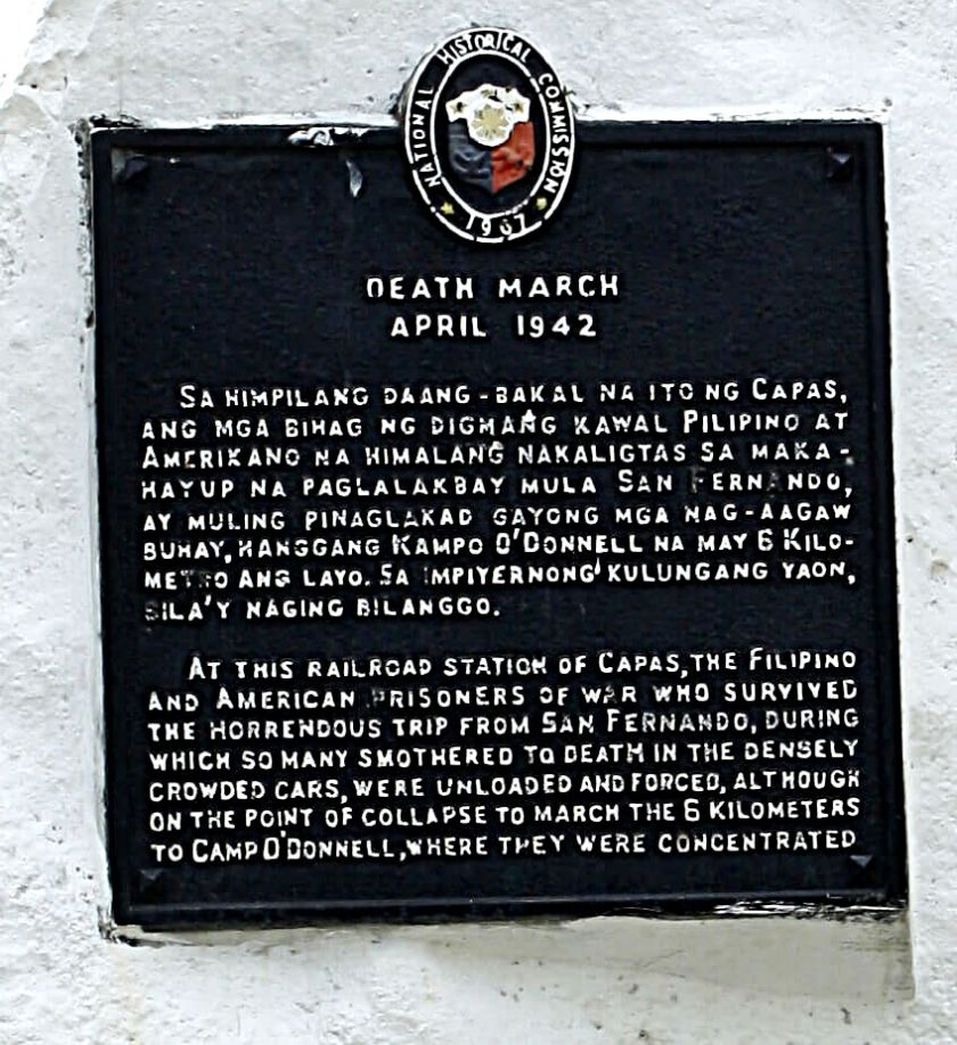 NATIONAL HISTORICAL COMMISSION
1967
DEATH MARCH
APRIL 1942
SA HIMPILANG DAANG-BAKAL NA ITO NG CAPAS,
ANG MGA BIHAG NG DIGMANG KAWAL PILIPINO AT
AMERIKANO NA HIMALANG NAKALIGTAS SA MAKA-
HAYUP NA PAGLALAKBAY MULA SAN FERNANDO,
AY MULING PINAGLAKAD GAYONG MGA NAG-AAGAW
BUHAY, HANGGANG KAMPO O'DONNELL NA MAY 6 KILO-
METRO ANG LAYO. SA IMPIYERNONG KULUNGANG YAON,
SILA'Y NAGING BILANGGO.
AT THIS RAILROAD STATION OF CAPAS, THE FILIPINO
AND AMERICAN PRISONERS OF WAR WHO SURVIVED
THE HORRENDOUS TRIP FROM SAN FERNANDO, DURING
WHICH SO MANY SMOTHERED TO DEATH IN THE DENSELY
CROWDED CARS, WERE UNLOADED AND FORCED, ALTHOUGH
ON THE POINT OF COLLAPSE TO MARCH THE 6 KILOMETERS
TO CAMP O'DONNELL, WHERE THEY WERE CONCENTRATED